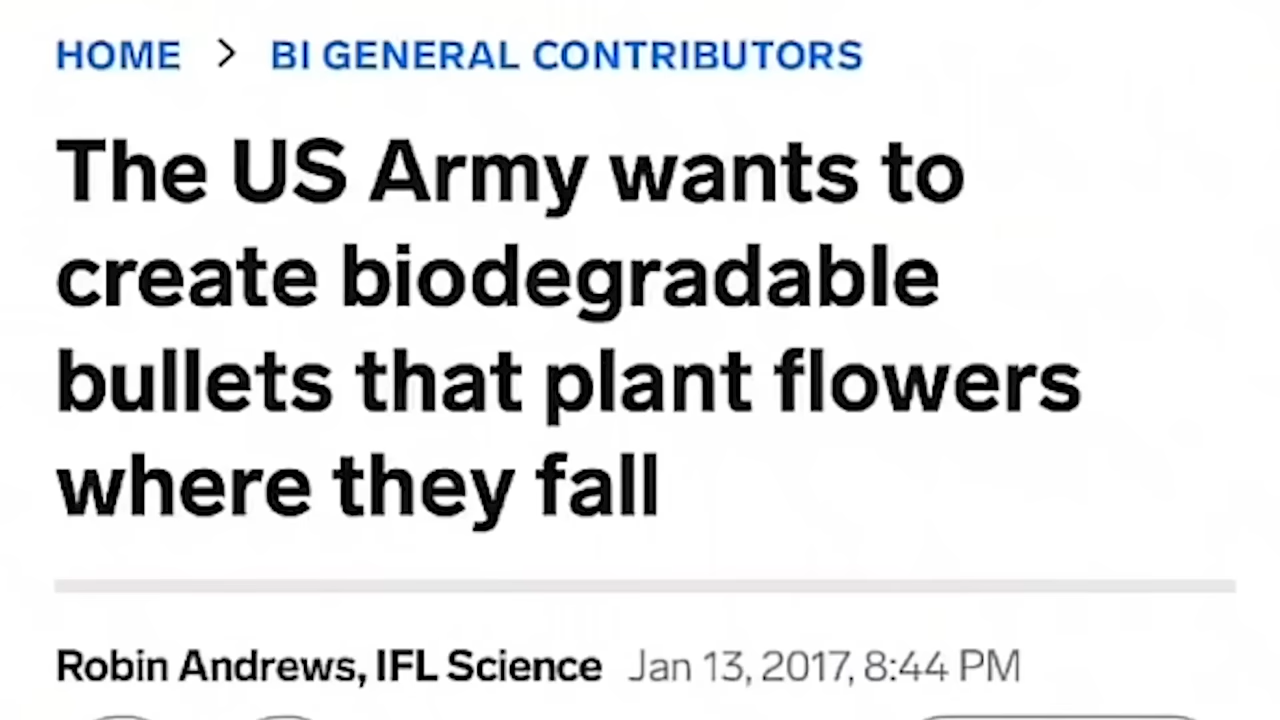 HOME > BI GENERAL CONTRIBUTORS
The US Army wants to
create biodegradable
bullets that plant flowers
where they fall
Robin Andrews, IFL Science Jan 13, 2017, 8:44 PM